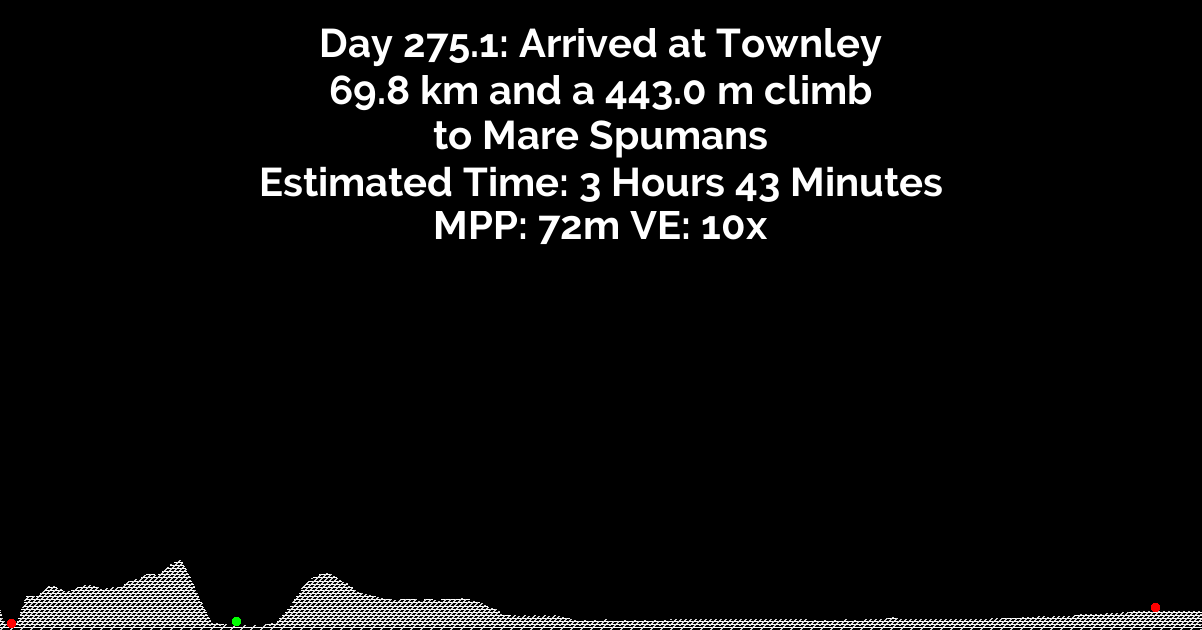 Day 275.1: Arrived at Townley
69.8 km and a 443.0 m climb
to Mare Spumans
Estimated Time: 3 Hours 43 Minutes
MPP: 72m VE: 10x